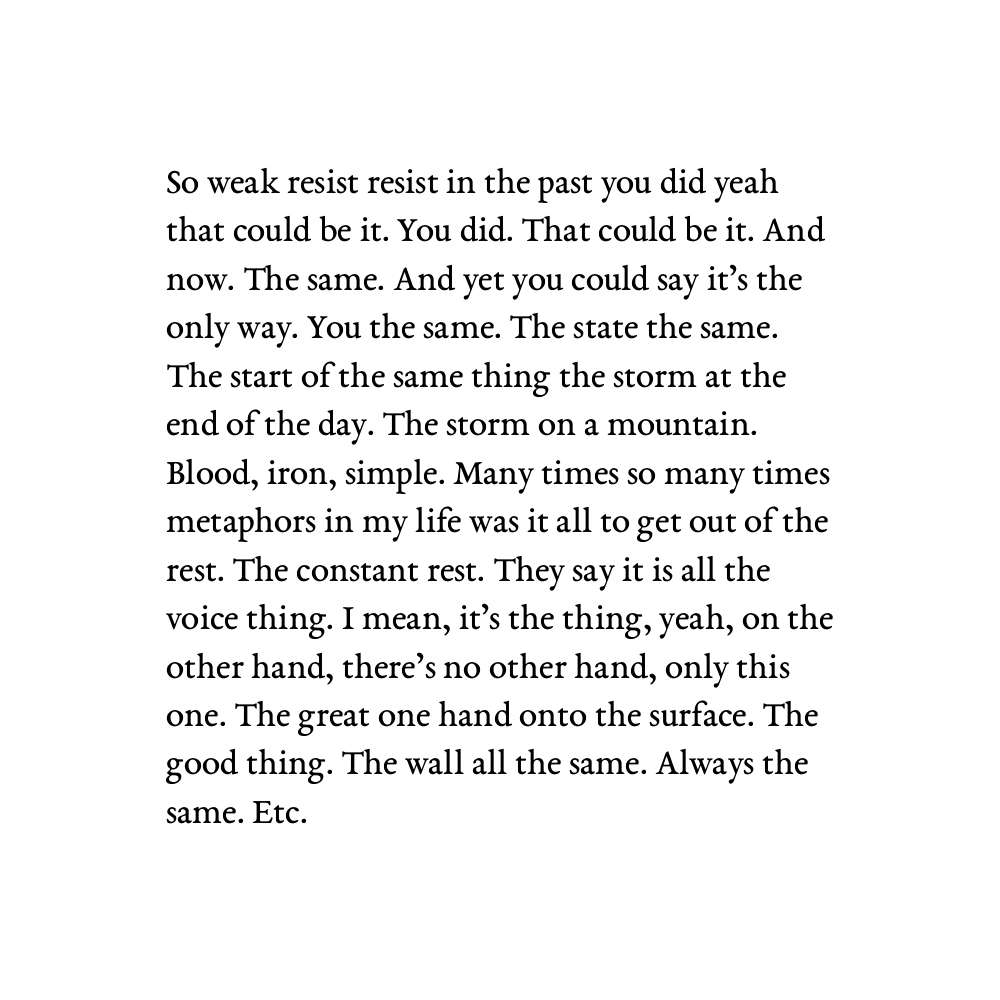 So weak resist resist in the past you did yeah
that could be it. You did. That could be it. And
now. The same. And yet you could say it’s the
only way. You the same. The state the same.
The start of the same thing the storm at the
end of the day. The storm on a mountain.
Blood, iron, simple. Many times so many times
metaphors in my life was it all to get out of the
rest. The constant rest. They say it is all the
voice thing. I mean, it’s the thing, yeah, on the
other hand, there’s no other hand, only this
one. The great one hand onto the surface. The
good thing. The wall all the same. Always the
same. Etc.